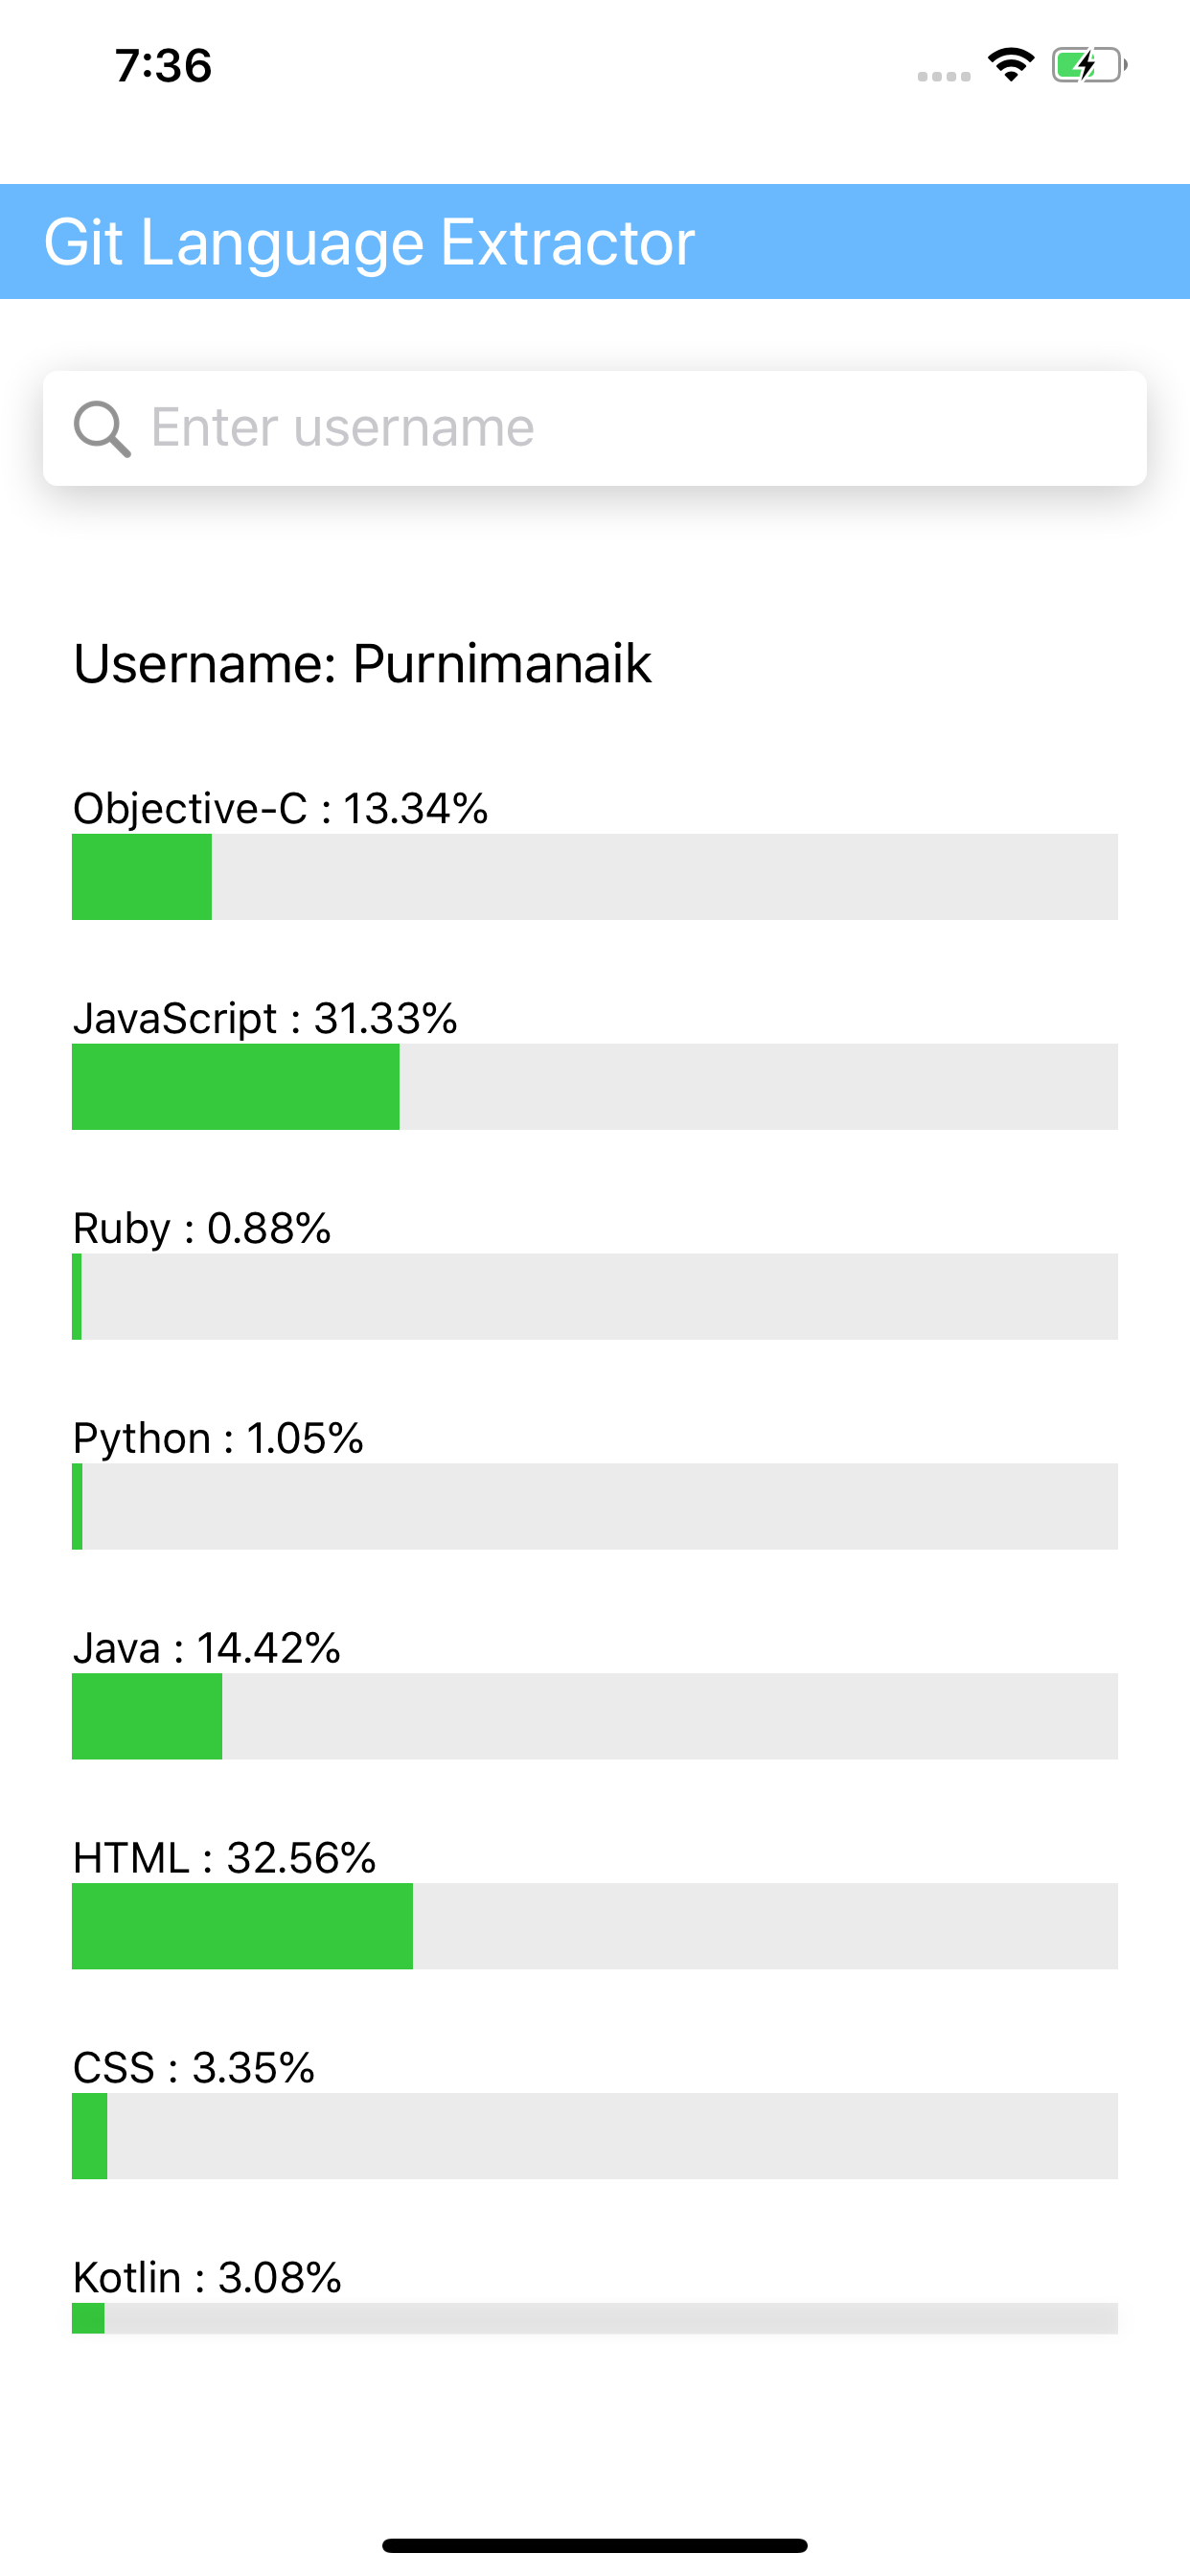 7:36
Git Language Extractor
Enter username
Username: Purnimanaik
Objective-C : 13.34%
JavaScript : 31.33%
Ruby : 0.88%
Python : 1.05%
Java : 14.42%
HTML : 32.56%
CSS : 3.35%
Kotlin : 3.08%